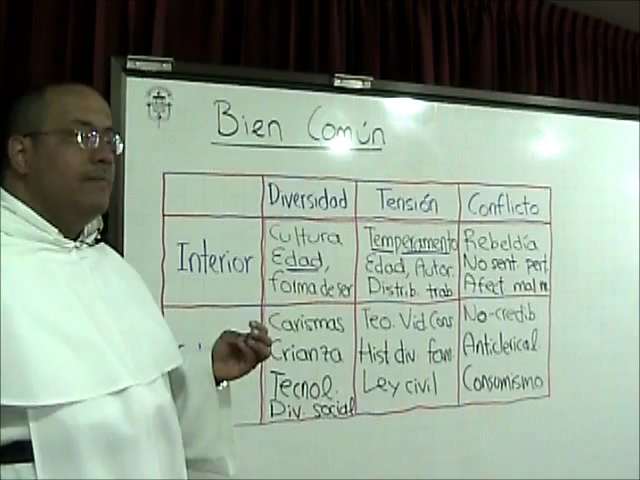 Bien Común
Diversidad Tensión Conflicto
Interior
Cultura
Edad,
forma de ser
Temperamento
Edad, Autor.
Distrib. trab.
Rebeldía
No sent. pert.
Afect. mal m
Carismas
Crianza
Tecnol.
Div. social
Teo. Vid Cons
Hist div. fam.
Ley civil
No-credib
Anticlerical
Consumismo